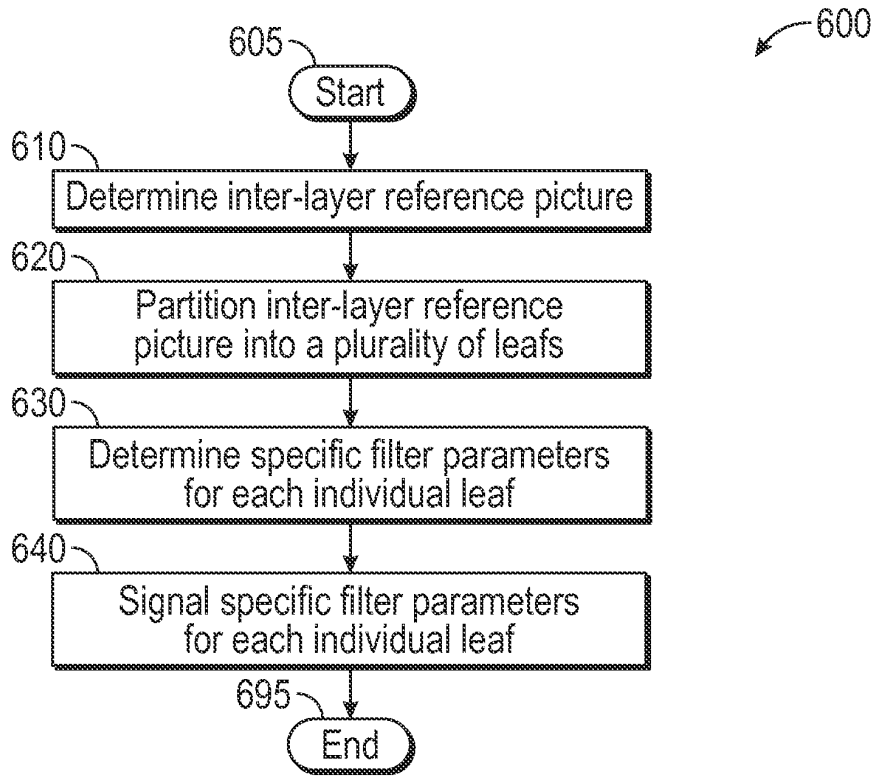 600
605
Start
610
Determine inter-layer reference picture
620
Partition inter-layer reference
picture into a plurality of leafs
630
Determine specific filter parameters
for each individual leaf
640
Signal specific filter parameters
for each individual leaf
695
End